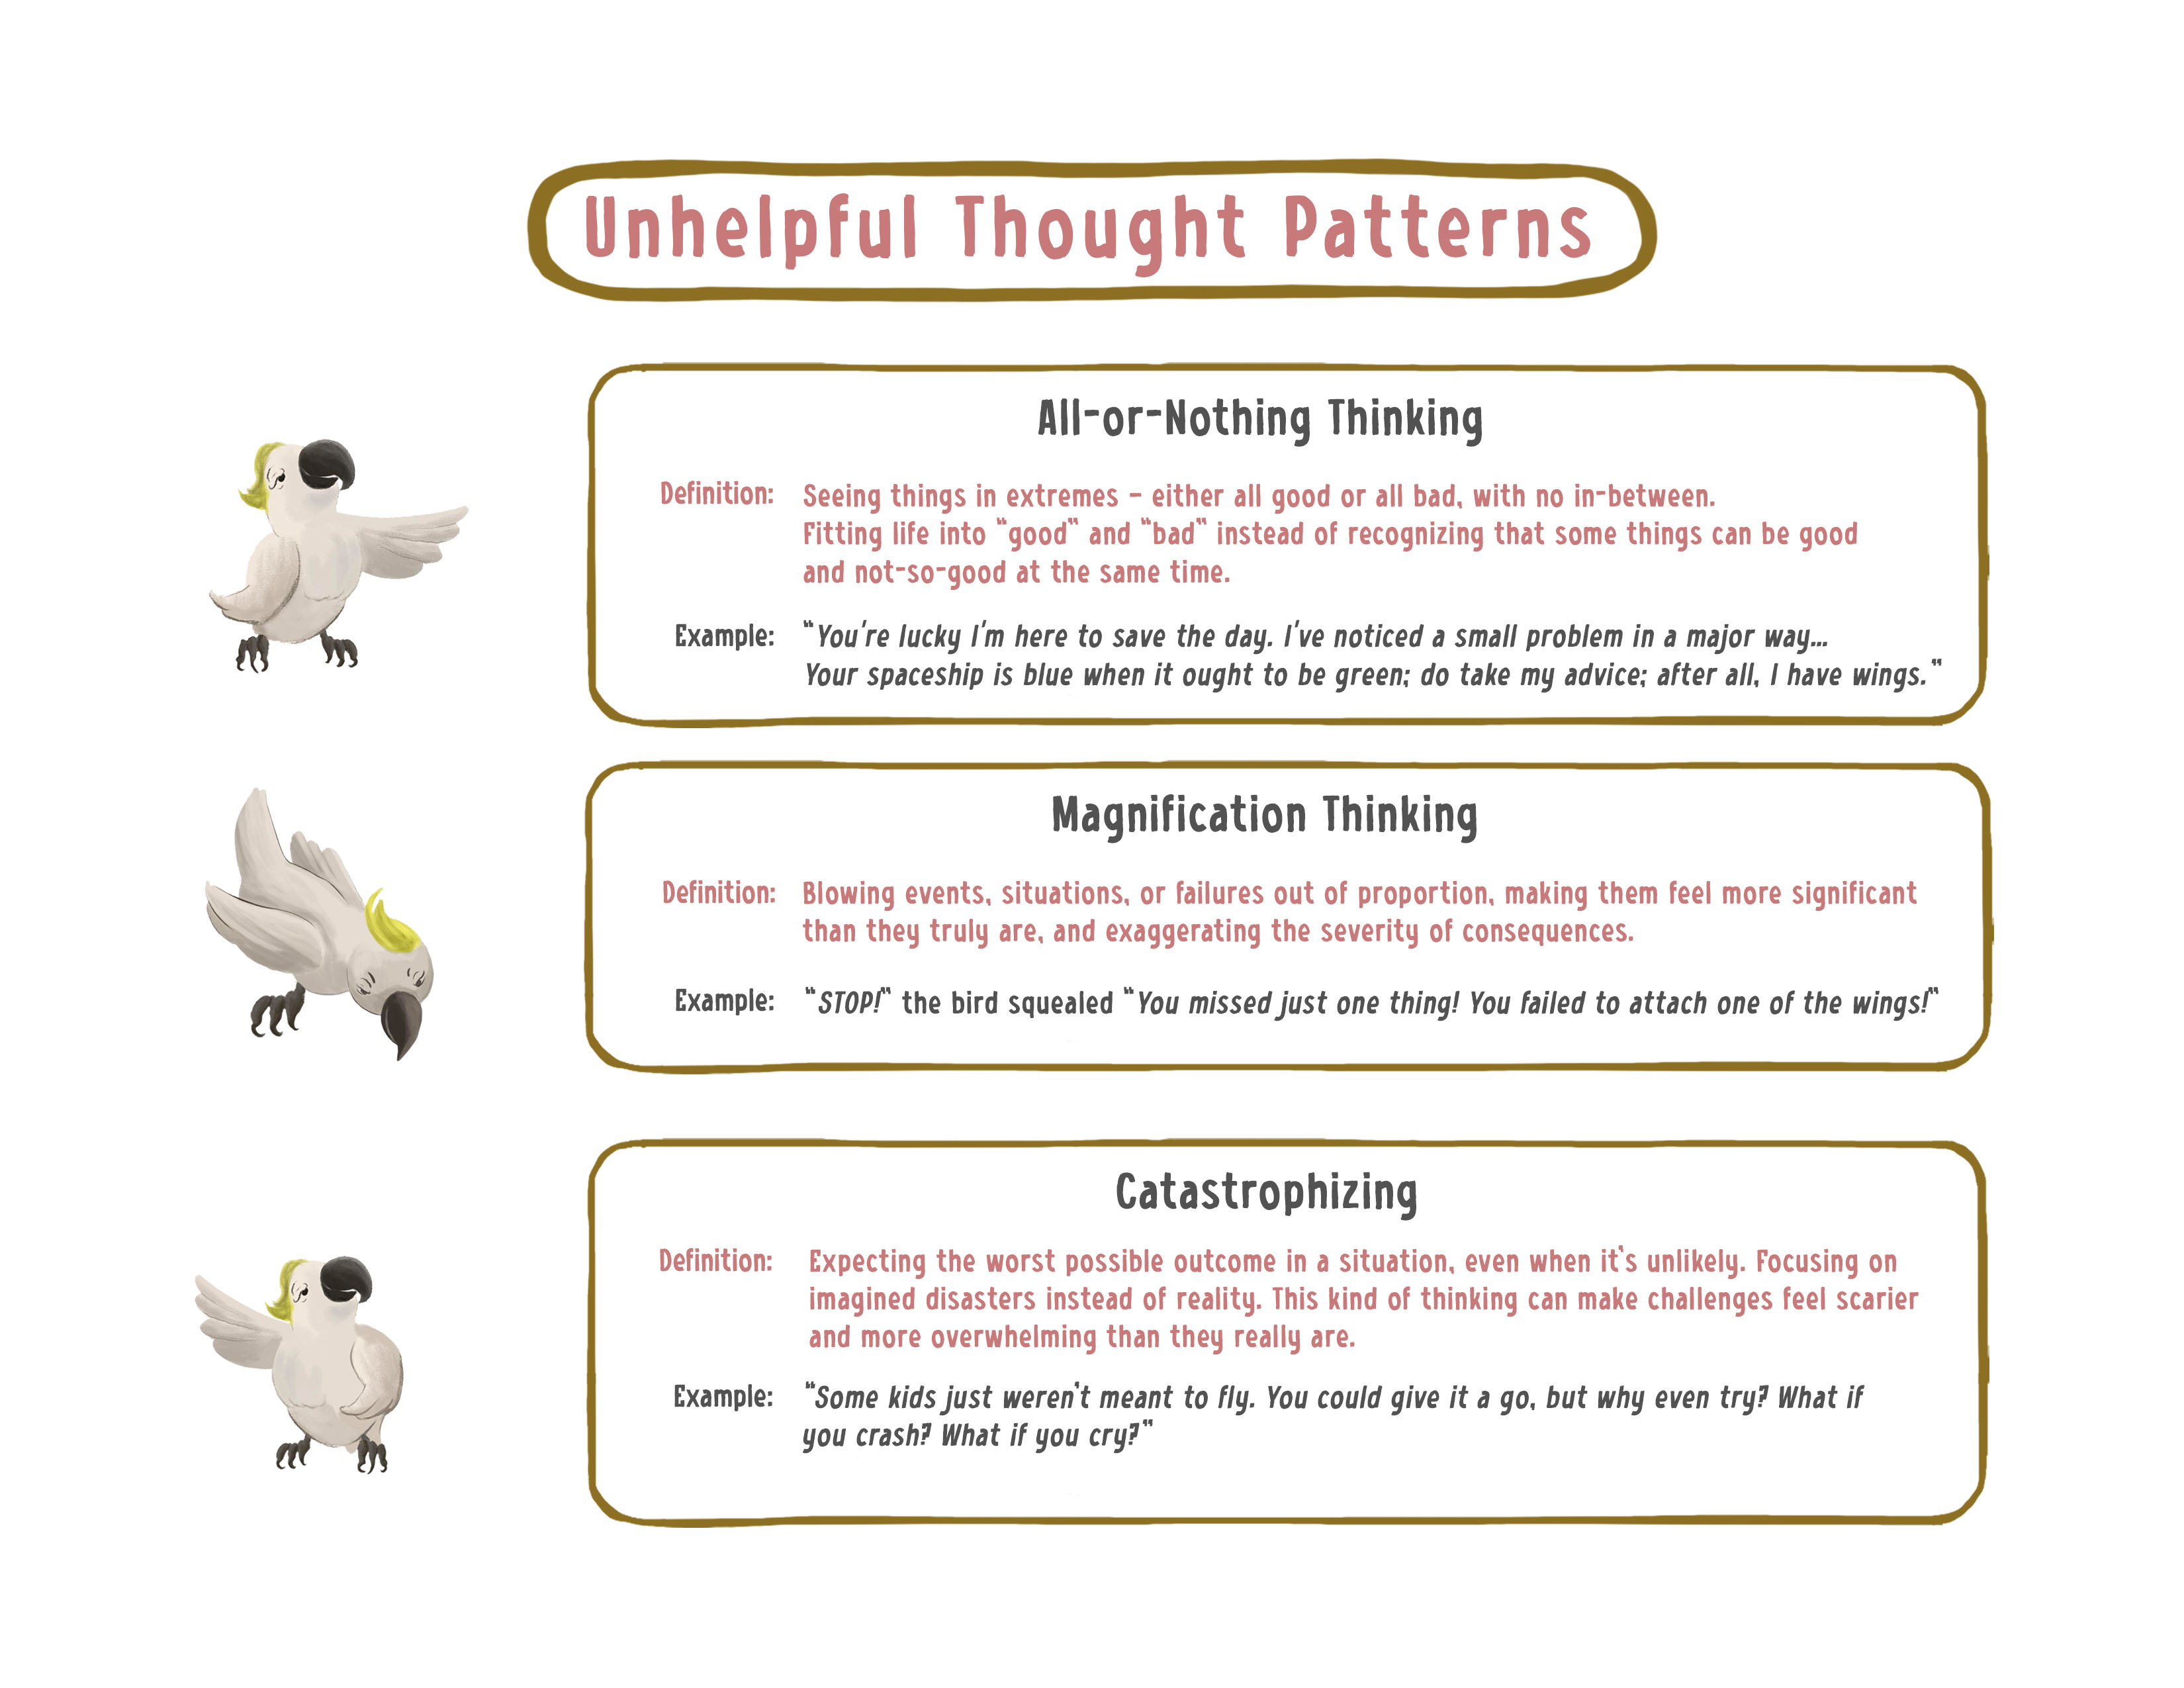 Unhelpful Thought Patterns
All-or-Nothing Thinking
Definition: Seeing things in extremes – either all good or all bad, with no in-between.
Fitting life into "good" and "bad" instead of recognizing that some things can be good
and not-so-good at the same time.
Example: "You're lucky I'm here to save the day. I've noticed a small problem in a major way...
Your spaceship is blue when it ought to be green; do take my advice; after all, I have wings."
Magnification Thinking
Definition: Blowing events, situations, or failures out of proportion, making them feel more significant
than they truly are, and exaggerating the severity of consequences.
Example: "STOP!" the bird squealed "You missed just one thing! You failed to attach one of the wings!"
Catastrophizing
Definition: Expecting the worst possible outcome in a situation, even when it's unlikely. Focusing on
imagined disasters instead of reality. This kind of thinking can make challenges feel scarier
and more overwhelming than they really are.
Example: "Some kids just weren't meant to fly. You could give it a go, but why even try? What if
you crash? What if you cry?"